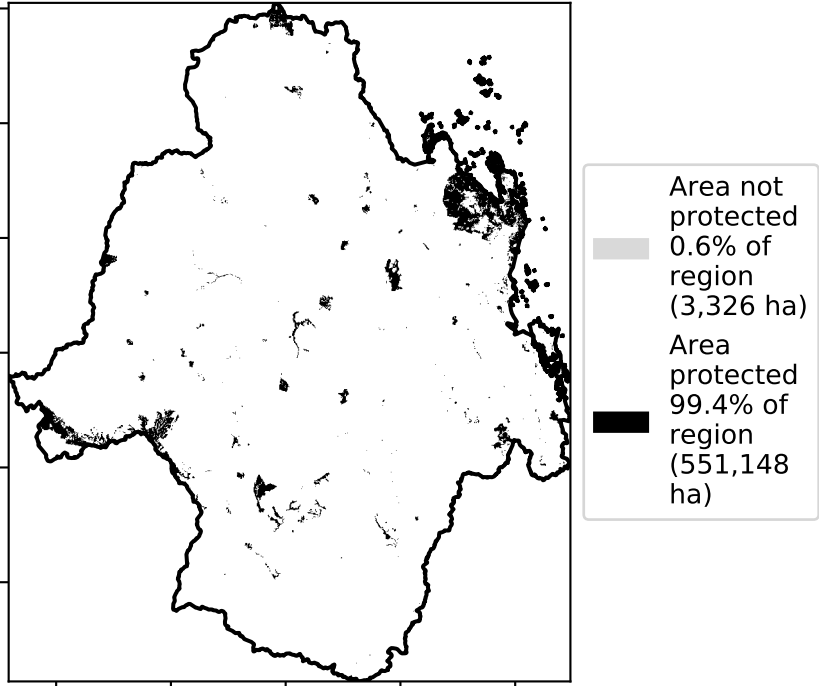 Area not
protected
0.6% of
region
(3,326 ha)
Area
protected
99.4% of
region
(551,148
ha)